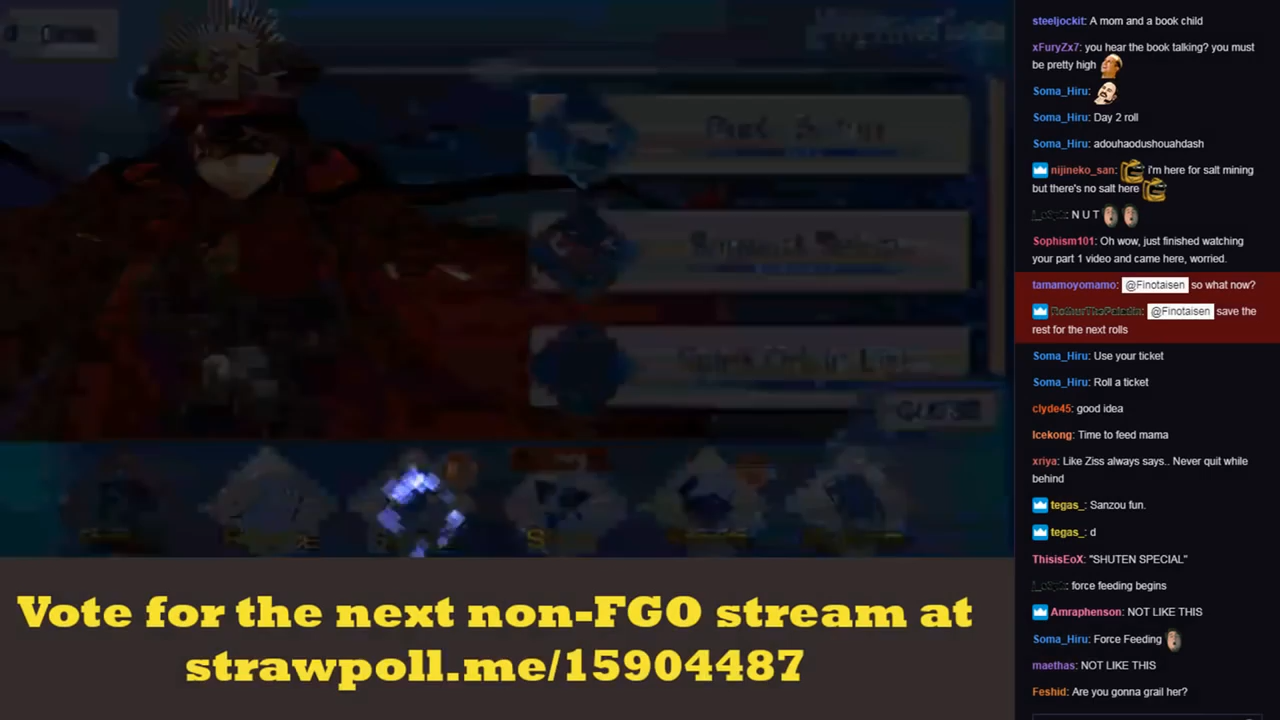 Vote for the next non-FGO stream at
strawpoll.me/15904487
steeljockit: A mom and a book child
xFuryZx7: you hear the book talking? you must
be pretty high
Soma_Hiru:
Soma_Hiru: Day 2 roll
Soma_Hiru: adouhaodushouahdash
nijineko_san: i'm here for salt mining
but there's no salt here
: N U T
Sophism101: Oh wow, just finished watching
your part 1 video and came here, worried.
tamamoyomamo: @Finotaisen so what now?
@Finotaisen save the
rest for the next rolls
Soma_Hiru: Use your ticket
Soma_Hiru: Roll a ticket
clyde45: good idea
Icekong: Time to feed mama
xriya: Like Ziss always says.. Never quit while
behind
tegas_: Sanzou fun.
tegas_: d
ThisisEoX: "SHUTEN SPECIAL"
: force feeding begins
Amraphenson: NOT LIKE THIS
Soma_Hiru: Force Feeding
maethas: NOT LIKE THIS
Feshid: Are you gonna grail her?